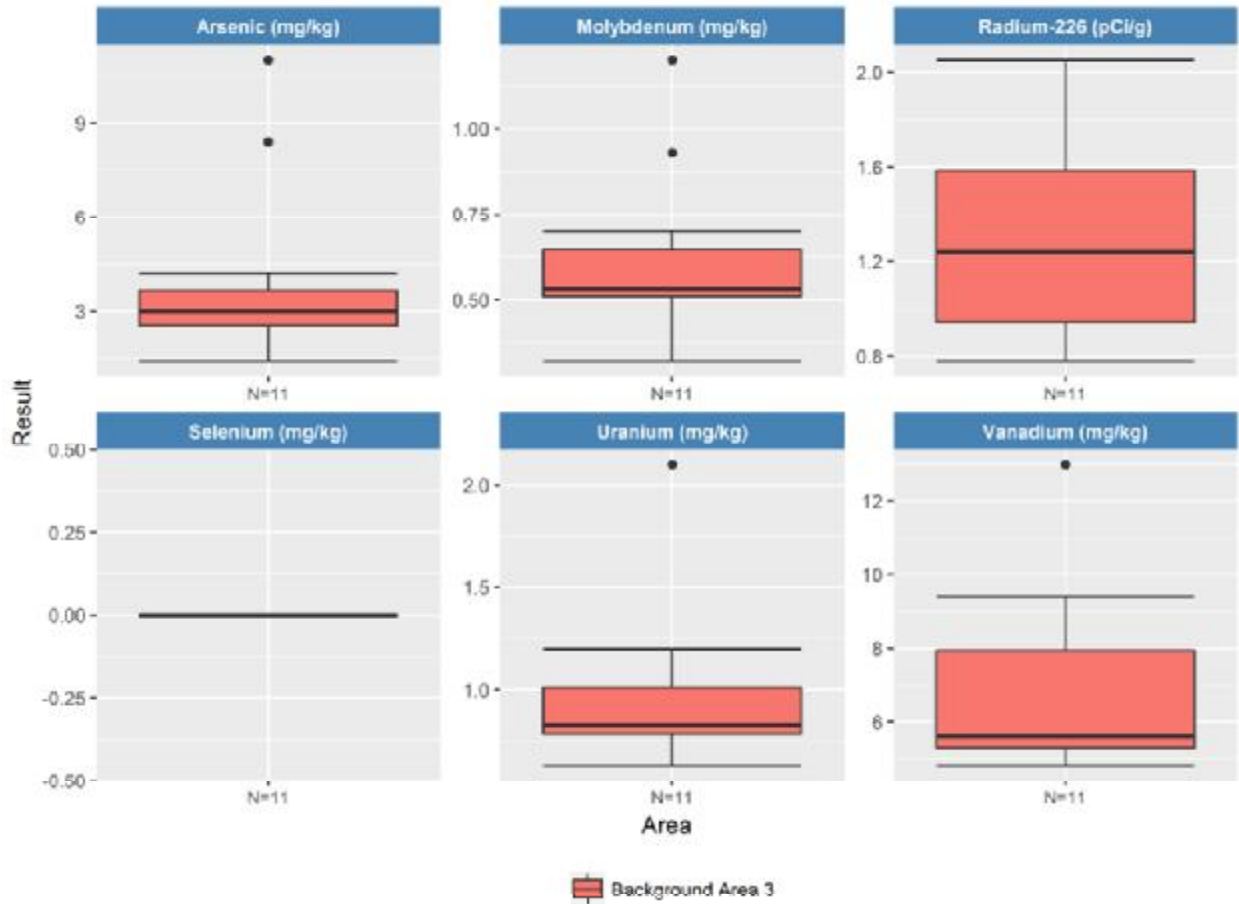 Arsenic (mg/kg)
Molybdenum (mg/kg)
Radium-226 (pCi/g)
9
6
3
N=11
1.00
0.75
0.50
N=11
2.0
1.6
1.2
0.8
N=11
Result
Selenium (mg/kg)
Uranium (mg/kg)
Vanadium (mg/kg)
0.50
0.25
0.00
-0.25
-0.50
N=11
2.0
1.5
1.0
N=11
12
10
8
6
N=11
Area
Background Area 3